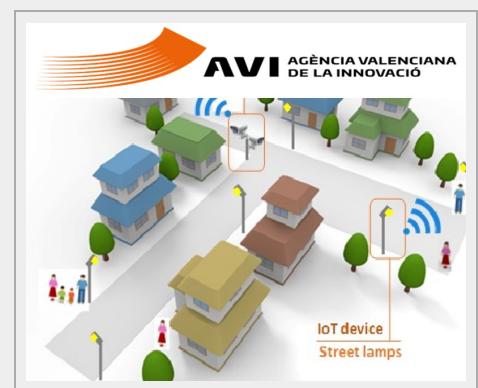 AVI AGÈNCIA VALENCIANA
DE LA INNOVACIÓ
IoT device
Street lamps